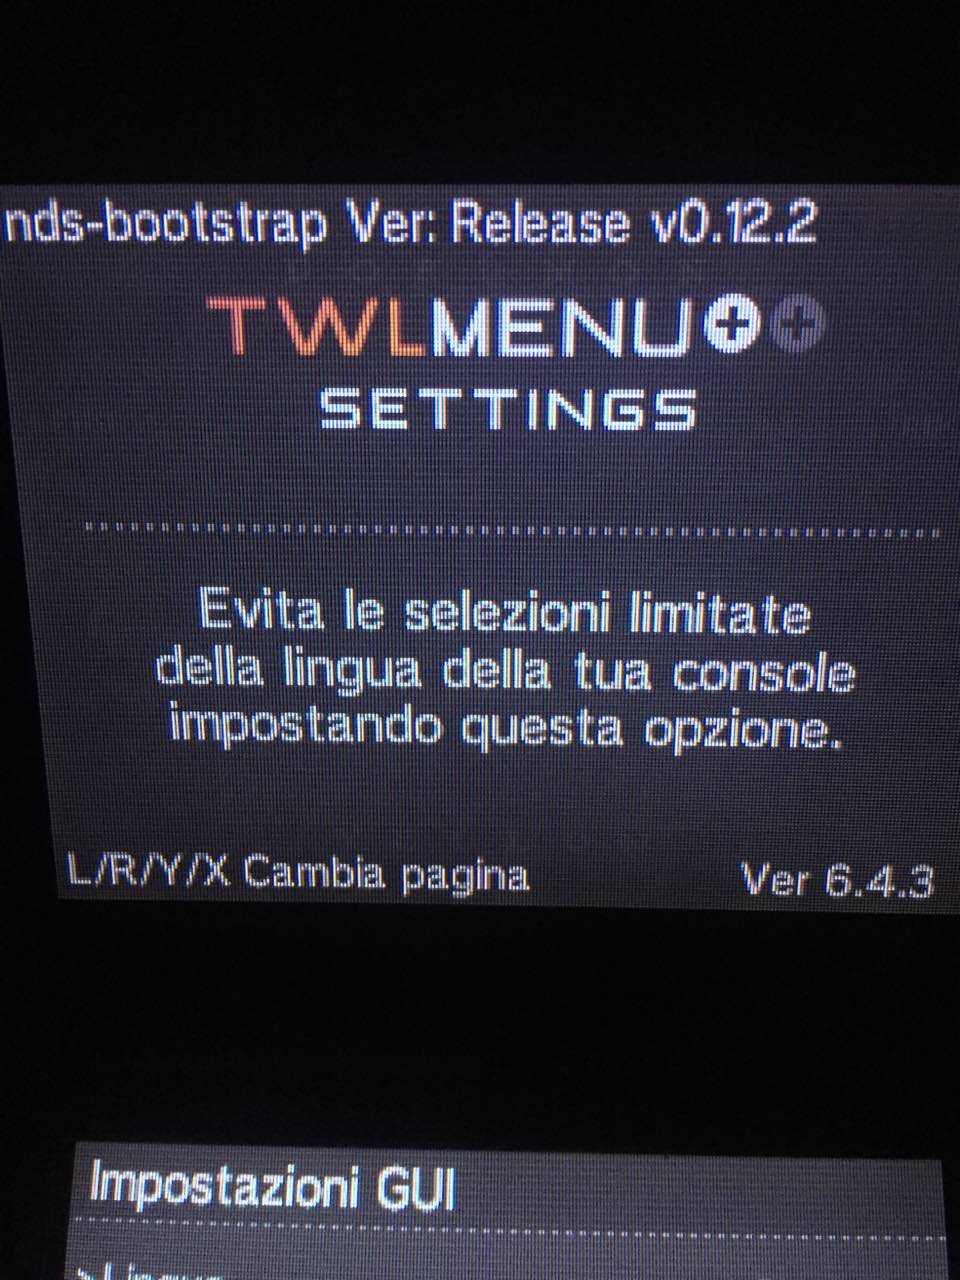 nds-bootstrap Ver: Release v0.12.2
TWLMENU++
SETTINGS
Evita le selezioni limitate
della lingua della tua console
impostando questa opzione.
L/R/Y/X Cambia pagina
Ver 6.4.3
Impostazioni GUI